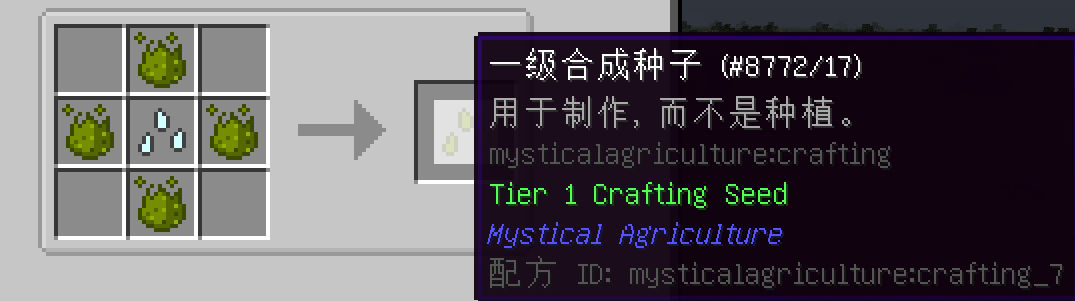 一级合成种子 (#8772/17)
用于制作, 而不是种植。
mysticalagriculture:crafting
Tier 1 Crafting Seed
Mystical Agriculture
配方 ID: mysticalagriculture:crafting_7